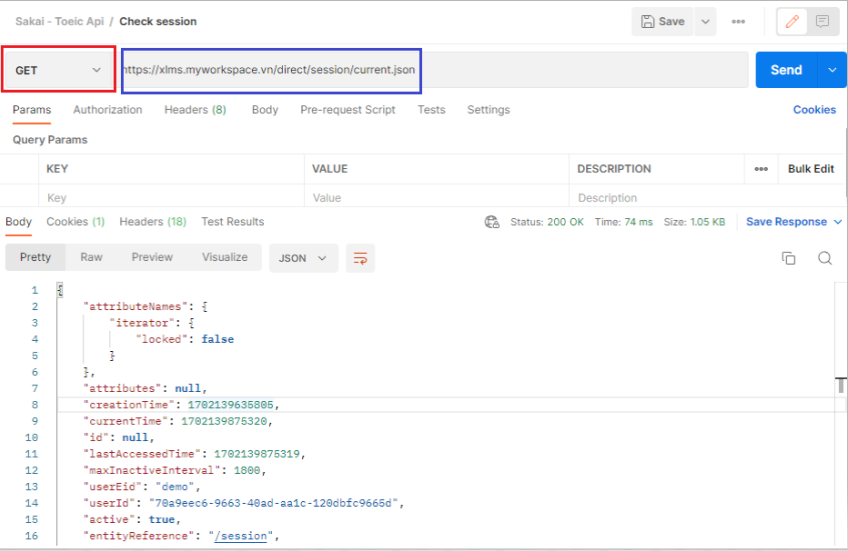 Sakai - Toeic Api / Check session
Save
GET
https://xlms.myworkspace.vn/direct/session/current.json
Send
Params Authorization Headers (8) Body Pre-request Script Tests Settings Cookies
Query Params
KEY VALUE DESCRIPTION Bulk Edit
Key Value Description
Body Cookies (1) Headers (18) Test Results Status: 200 OK Time: 74 ms Size: 1.05 KB Save Response
Pretty Raw Preview Visualize JSON
1 {
2 "attributeNames": {
3 "iterator": {
4 "locked": false
5 }
6 },
7 "attributes": null,
8 "creationTime": 1702139635805,
9 "currentTime": 1702139875320,
10 "id": null,
11 "lastAccessedTime": 1702139875319,
12 "maxInactiveInterval": 1800,
13 "userEid": "demo",
14 "userId": "70a9eec6-9663-40ad-aa1c-120dbfc9665d",
15 "active": true,
16 "entityReference": "/session",